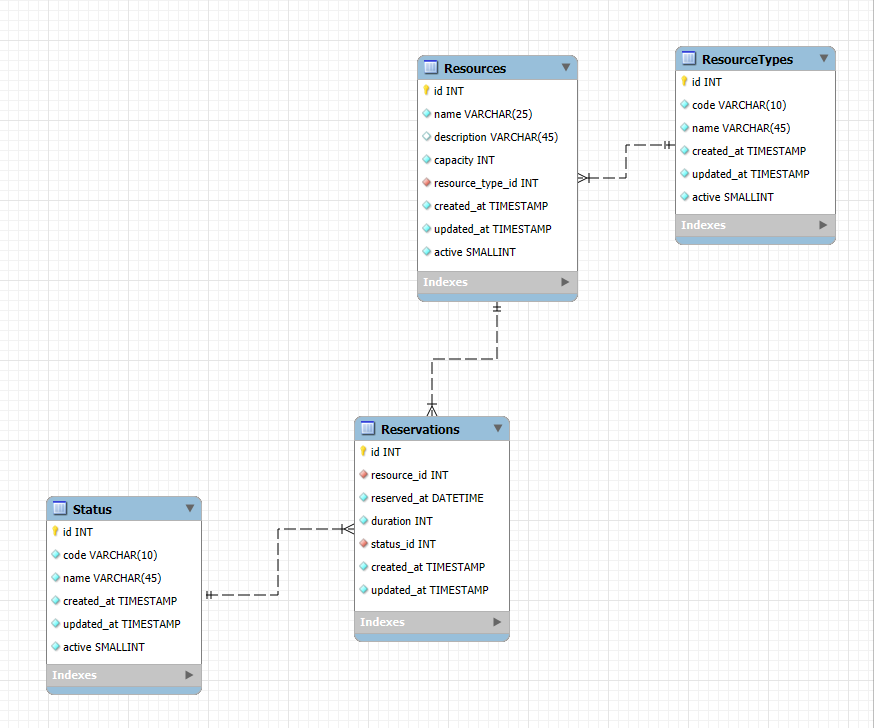 Resources
id INT
name VARCHAR(25)
description VARCHAR(45)
capacity INT
resource_type_id INT
created_at TIMESTAMP
updated_at TIMESTAMP
active SMALLINT
Indexes
ResourceTypes
id INT
code VARCHAR(10)
name VARCHAR(45)
created_at TIMESTAMP
updated_at TIMESTAMP
active SMALLINT
Indexes
Reservations
id INT
resource_id INT
reserved_at DATETIME
duration INT
status_id INT
created_at TIMESTAMP
updated_at TIMESTAMP
Indexes
Status
id INT
code VARCHAR(10)
name VARCHAR(45)
created_at TIMESTAMP
updated_at TIMESTAMP
active SMALLINT
Indexes